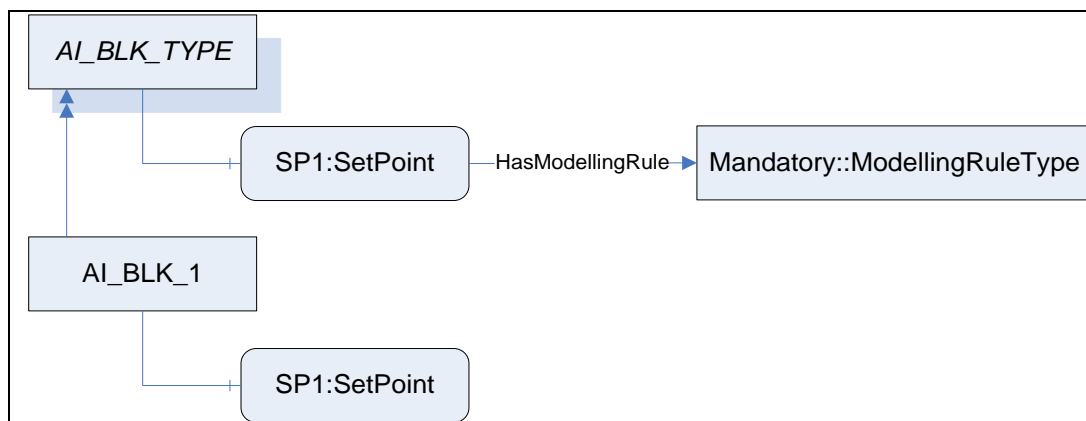 AI_BLK_TYPE
SP1:SetPoint
HasModellingRule
Mandatory::ModellingRuleType
AI_BLK_1
SP1:SetPoint